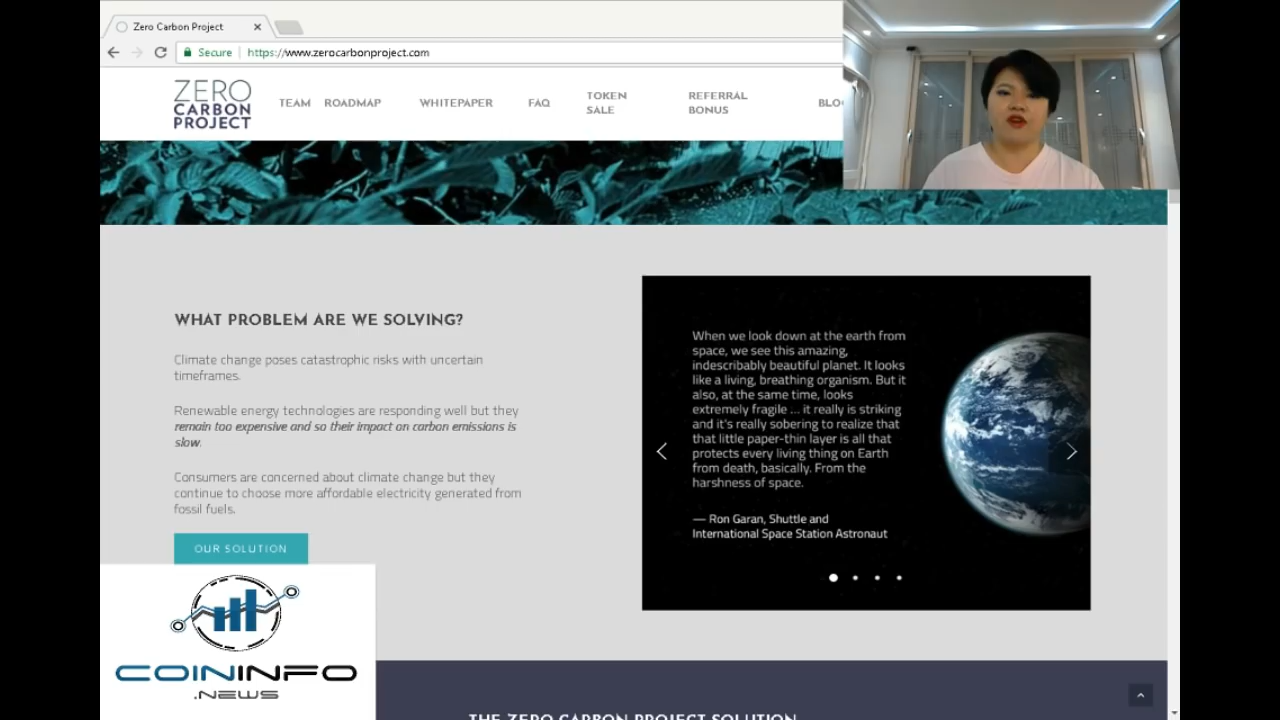 Zero Carbon Project
Secure
https://www.zerocarbonproject.com
ZERO
CARBON
PROJECT
TEAM
ROADMAP
WHITEPAPER
FAQ
TOKEN
SALE
REFERRAL
BONUS
BLO
WHAT PROBLEM ARE WE SOLVING?
Climate change poses catastrophic risks with uncertain
timeframes.
Renewable energy technologies are responding well but they
remain too expensive and so their impact on carbon emissions is
slow.
Consumers are concerned about climate change but they
continue to choose more affordable electricity generated from
fossil fuels.
OUR SOLUTION
When we look down at the earth from
space, we see this amazing,
indescribably beautiful planet. It looks
like a living, breathing organism. But it
also, at the same time, looks
extremely fragile ... it really is striking
and it's really sobering to realize that
that little paper-thin layer is all that
protects every living thing on Earth
from death, basically. From the
harshness of space.
— Ron Garan, Shuttle and
International Space Station Astronaut
COININFO
.NEWS
THE ZERO CARBON PROJECT SOLUTION